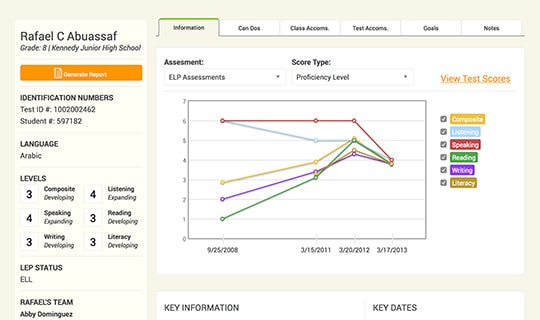 Rafael C Abuassaf
Grade: 8 | Kennedy Junior High School
Generate Report
IDENTIFICATION NUMBERS
Test ID #: 1002002462
Student #: 597182
LANGUAGE
Arabic
LEVELS
3 Composite Developing
4 Listening Expanding
4 Speaking Expanding
3 Reading Developing
3 Writing Developing
3 Literacy Developing
LEP STATUS
ELL
RAFAEL'S TEAM
Abby Dominguez
Information Can Dos Class Accoms. Test Accoms. Goals Notes
Assesment: Score Type:
ELP Assessments Proficiency Level View Test Scores
7
6
5
4
3
2
1
0
9/25/2008 3/15/2011 3/20/2012 3/17/2013
Composite
Listening
Speaking
Reading
Writing
Literacy
KEY INFORMATION KEY DATES